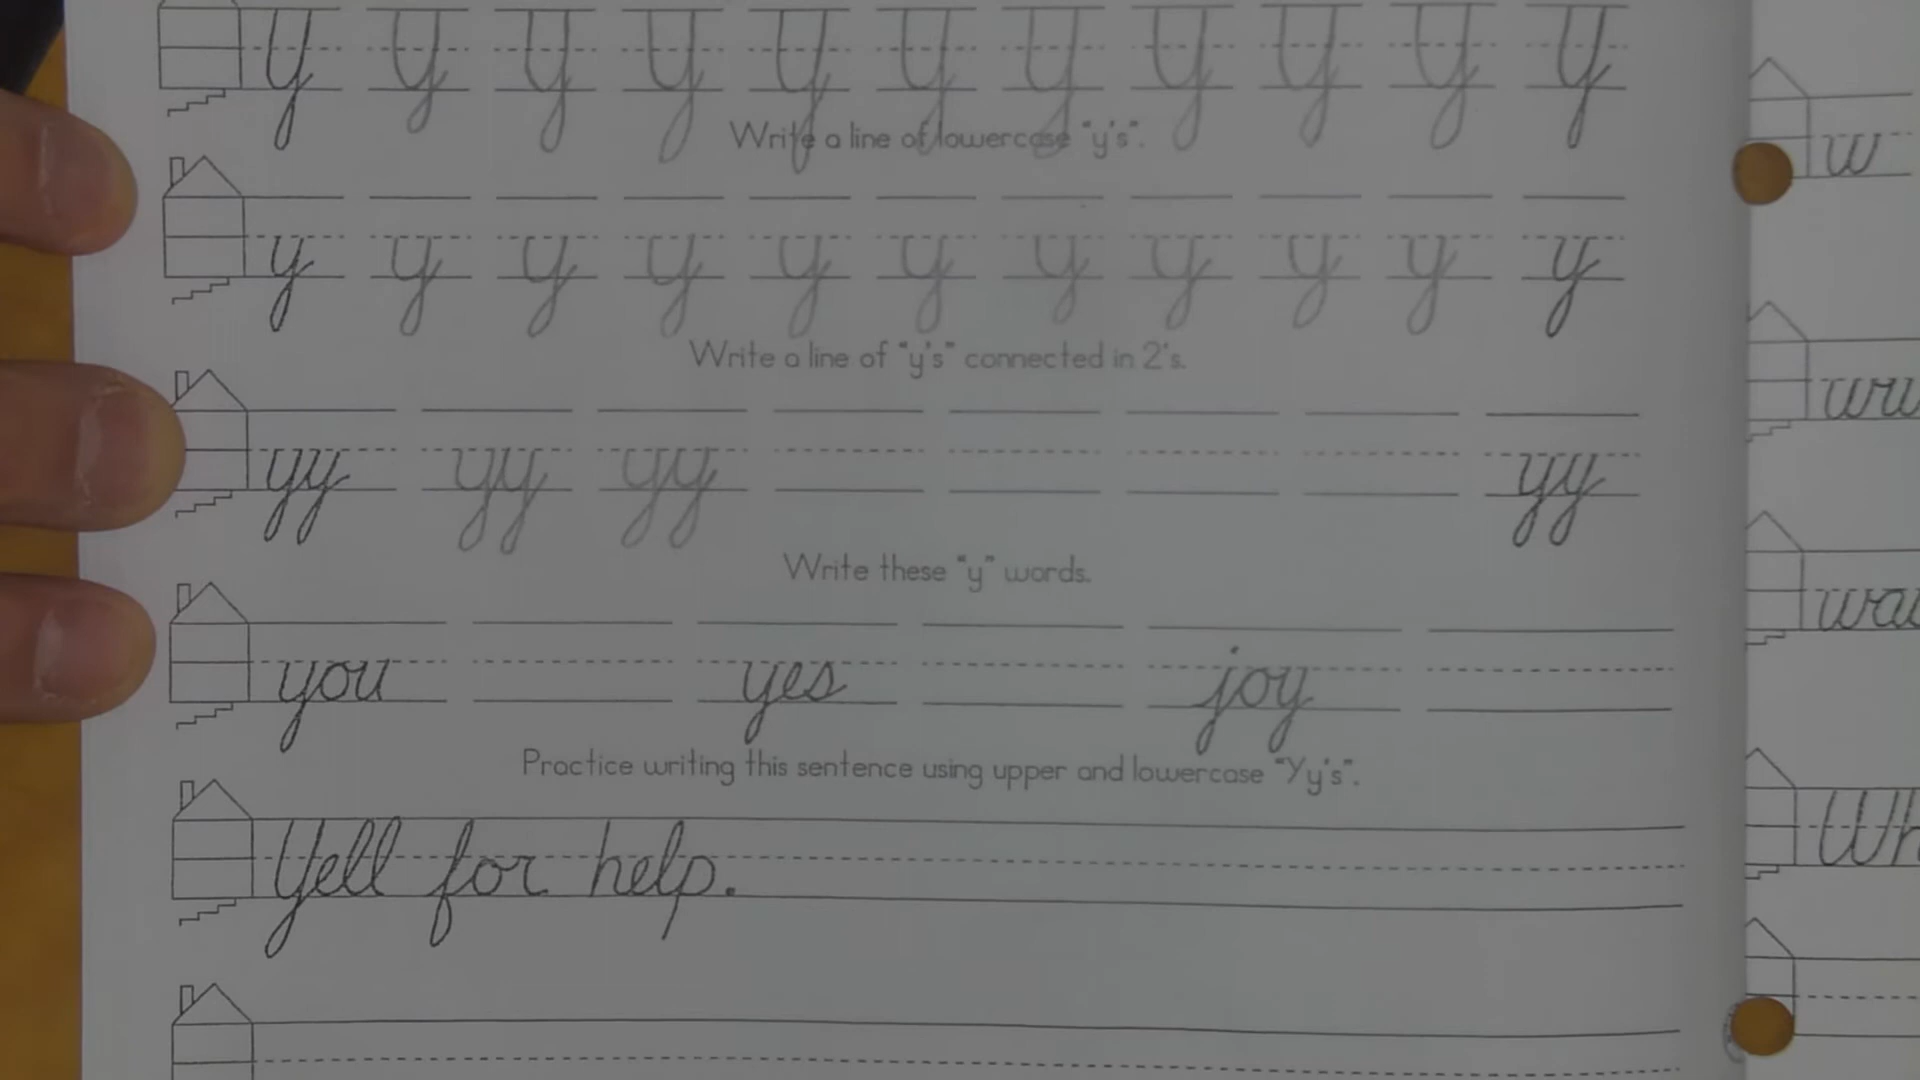 Y Y Y Y Y Y Y Y Y Y Y
Write a line of lowercase "y's".
y y y y y y y y y y y
Write a line of "y's" connected in 2's.
yy yy yy yy
Write these "y" words.
you yes joy
Practice writing this sentence using upper and lowercase "Yy's".
Yell for help.
w